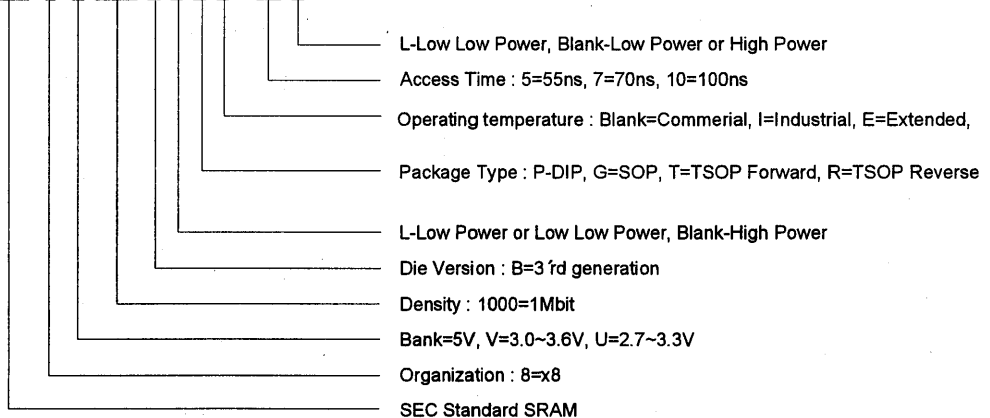 L-Low Low Power, Blank-Low Power or High Power
Access Time : 5=55ns, 7=70ns, 10=100ns
Operating temperature : Blank=Commerial, I=Industrial, E=Extended,
Package Type : P-DIP, G=SOP, T=TSOP Forward, R=TSOP Reverse
L-Low Power or Low Low Power, Blank-High Power
Die Version : B=3´rd generation
Density : 1000=1Mbit
Bank=5V, V=3.0~3.6V, U=2.7~3.3V
Organization : 8=x8
SEC Standard SRAM